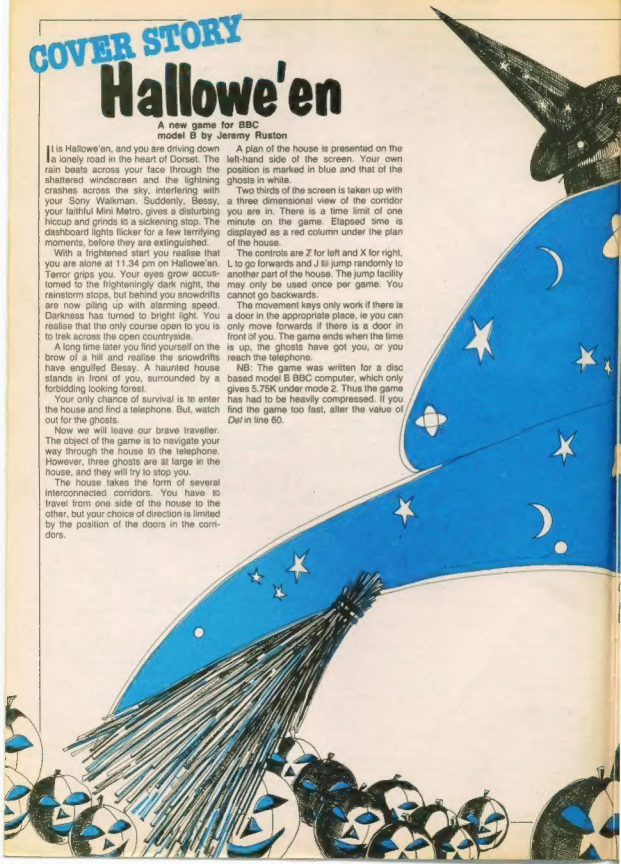 COVER STORY
Hallowe'en
A new game for BBC
model B by Jeremy Ruston
It is Hallowe'en, and you are driving down
a lonely road in the heart of Dorset. The
rain beats across your face through the
shattered windscreen and the lightning
crashes across the sky, interfering with
your Sony Walkman. Suddenly, Bessy,
your faithful Mini Metro, gives a disturbing
hiccup and grinds to a sickening stop. The
dashboard lights flicker for a few terrifying
moments, before they are extinguished.
With a frightened start you realise that
you are alone at 11.34 pm on Hallowe'en.
Terror grips you. Your eyes grow accus-
tomed to the frighteningly dark night, the
rainstorm stops, but behind you snowdrifts
are now piling up with alarming speed.
Darkness has turned to bright light. You
realise that the only course open to you is
to trek across the open countryside.
A long time later you find yourself on the
brow of a hill and realise the snowdrifts
have engulfed Bessy. A haunted house
stands in front of you, surrounded by a
forbidding looking forest.
Your only chance of survival is to enter
the house and find a telephone. But, watch
out for the ghosts.
Now we will leave our brave traveller.
The object of the game is to navigate your
way through the house to the telephone.
However, three ghosts are at large in the
house, and they will try to stop you.
The house takes the form of several
interconnected corridors. You have to
travel from one side of the house to the
other, but your choice of direction is limited
by the position of the doors in the corri-
dors.
A plan of the house is presented on the
left-hand side of the screen. Your own
position is marked in blue and that of the
ghosts in white.
Two thirds of the screen is taken up with
a three dimensional view of the corridor
you are in. There is a time limit of one
minute on the game. Elapsed time is
displayed as a red column under the plan
of the house.
The controls are Z for left and X for right,
L to go forwards and J to jump randomly to
another part of the house. The jump facility
may only be used once per game. You
cannot go backwards.
The movement keys only work if there is
a door in the appropriate place, ie you can
only move forwards if there is a door in
front of you. The game ends when the time
is up, the ghosts have got you, or you
reach the telephone.
NB: The game was written for a disc
based model B BBC computer, which only
gives 5.75K under mode 2. Thus the game
has had to be heavily compressed. If you
find the game too fast, alter the value of
Del in line 60.